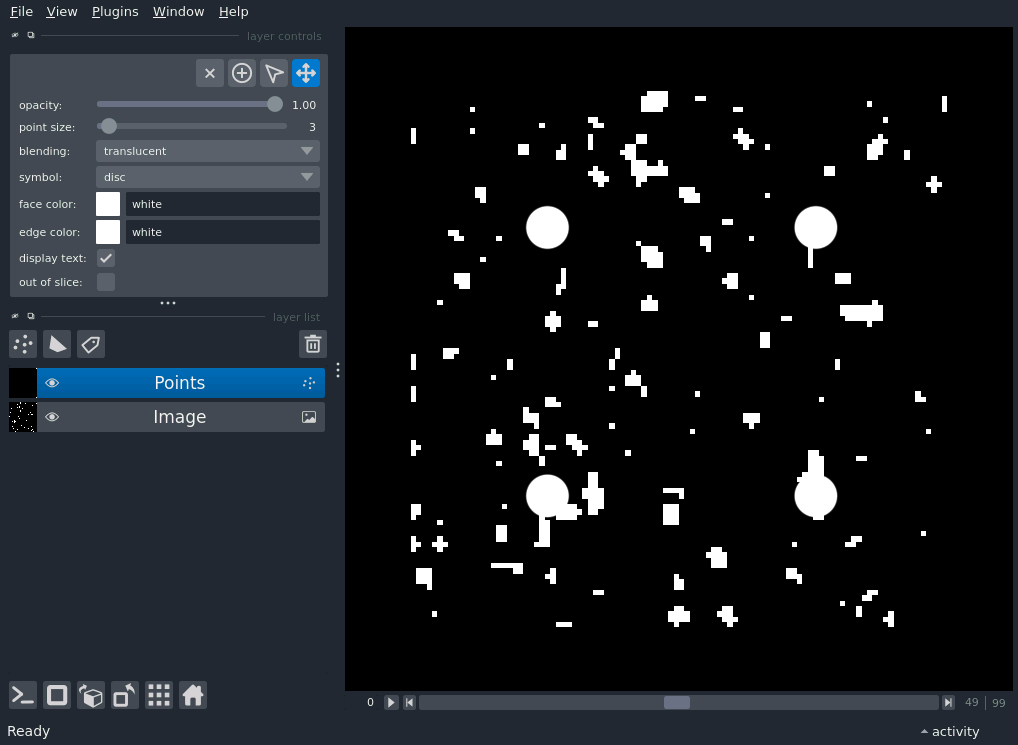 File View Plugins Window Help
layer controls
opacity: 1.00
point size: 3
blending: translucent
symbol: disc
face color: white
edge color: white
display text:
out of slice:
layer list
Points
Image
0 49 99
Ready activity